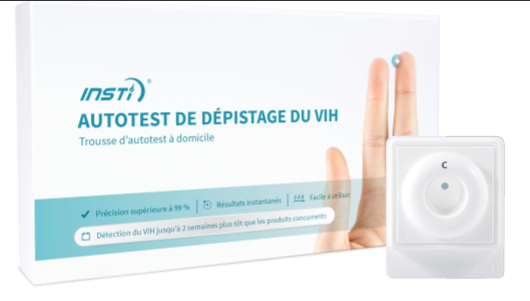 INSTi®
AUTOTEST DE DÉPISTAGE DU VIH
Trousse d'autotest à domicile
Précision supérieure à 99 % | Résultats instantanés | Facile à utiliser
Détection du VIH jusqu'à 2 semaines plus tôt que les produits concurrents
C